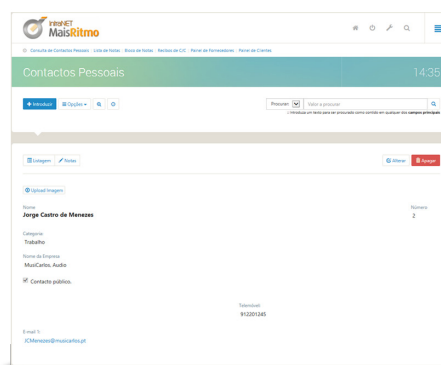 intraNET
MaisRitmo
Consulta de Contactos Pessoais
Lista de Notas
Bloco de Notas
Recibos de C/C
Painel de Fornecedores
Painel de Clientes
Contactos Pessoais
14:35
Introduzir
Opções
Procurar:
Valor a procurar
Introduza um texto para ser procurado como contido em qualquer dos campos principais
Listagem
Notas
Alterar
Apagar
Upload Imagem
Nome
Número
Jorge Castro de Menezes
2
Categoria:
Trabalho
Nome da Empresa:
MusiCarlos, Audio
Contacto público.
Telemóvel:
912201245
E-mail 1:
JCMenezes@musicarlos.pt